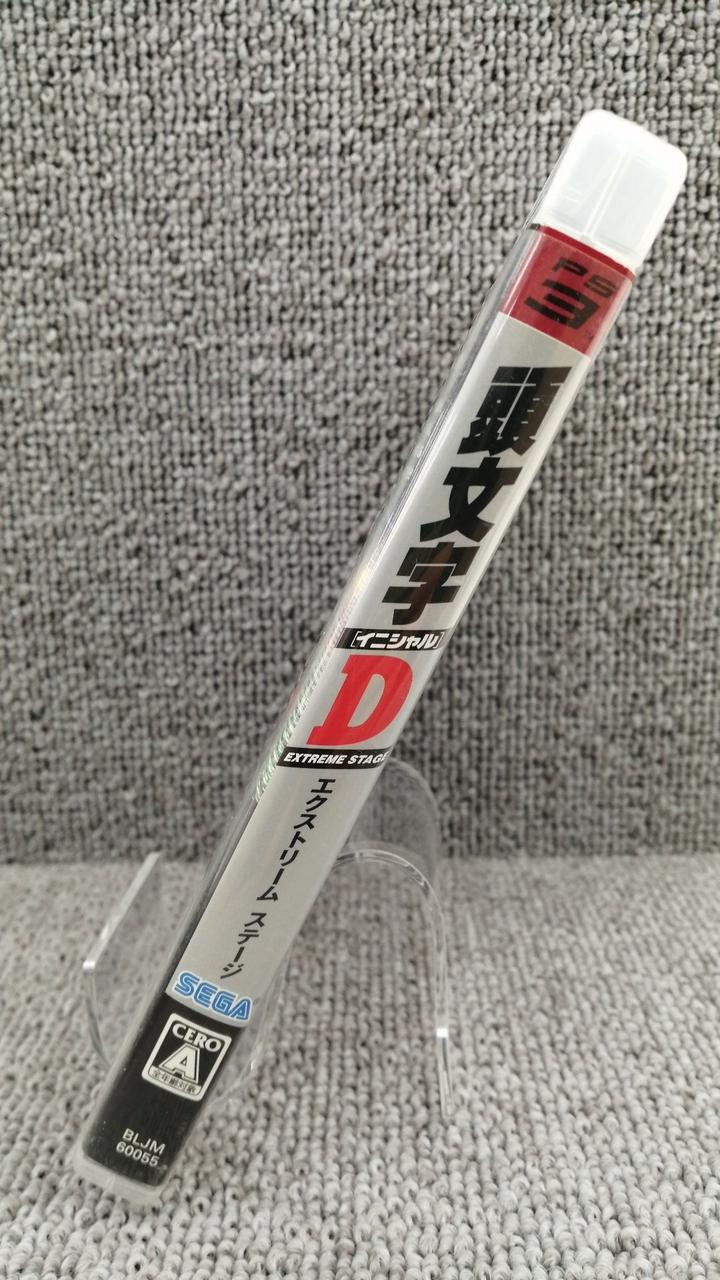 PS3
頭文字
[イニシャル]
D
EXTREME STAGE
エクストリーム ステージ
SEGA
CERO
A
全年齢対象
BLJM
60055